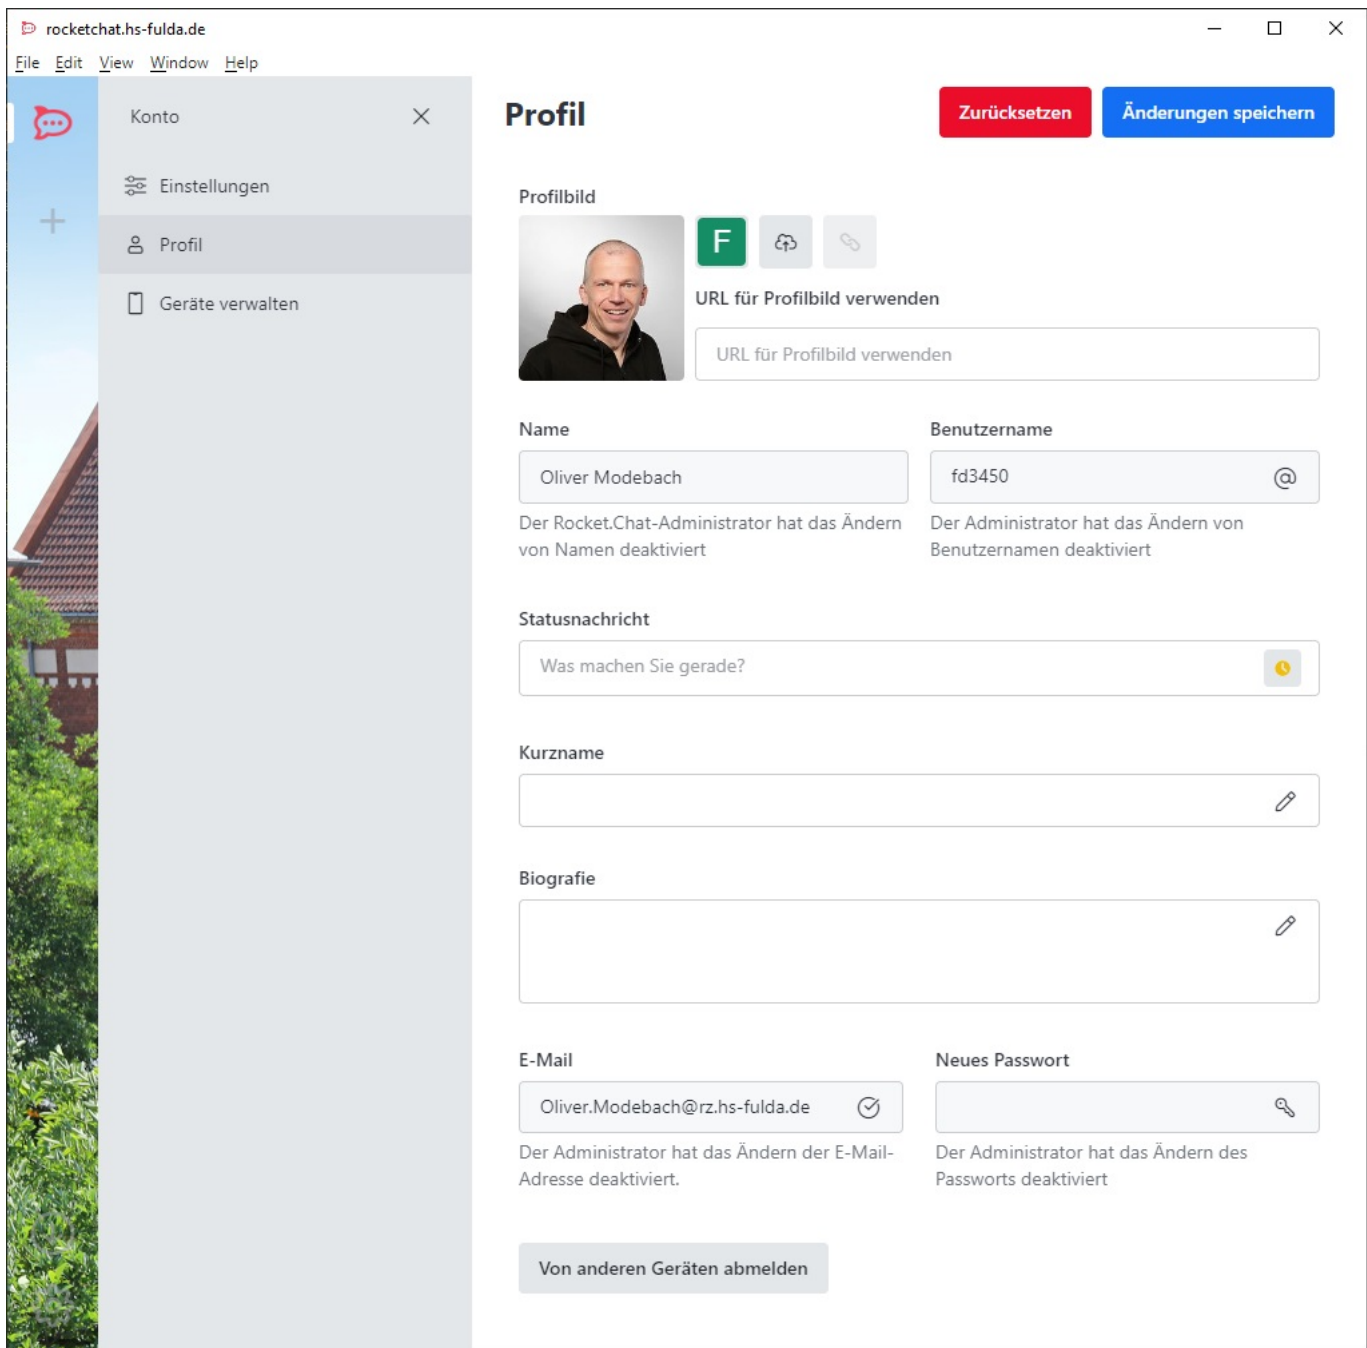 rocketchat.hs-fulda.de
File Edit View Window Help
Konto
Einstellungen
Profil
Geräte verwalten
Profil
Zurücksetzen
Änderungen speichern
Profilbild
F
URL für Profilbild verwenden
URL für Profilbild verwenden
Name
Oliver Modebach
Der Rocket.Chat-Administrator hat das Ändern
von Namen deaktiviert
Benutzername
fd3450
Der Administrator hat das Ändern von
Benutzernamen deaktiviert
Statusnachricht
Was machen Sie gerade?
Kurzname
Biografie
E-Mail
Oliver.Modebach@rz.hs-fulda.de
Der Administrator hat das Ändern der E-Mail-
Adresse deaktiviert.
Neues Passwort
Der Administrator hat das Ändern des
Passworts deaktiviert
Von anderen Geräten abmelden